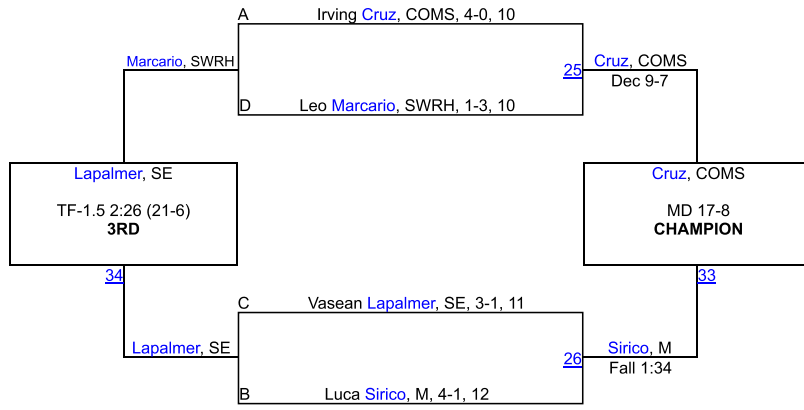 A Irving Cruz, COMS, 4-0, 10
Marcario, SWRH
25
Cruz, COMS
Dec 9-7
D Leo Marcario, SWRH, 1-3, 10
Lapalmer, SE
TF-1.5 2:26 (21-6)
3RD
34
Cruz, COMS
MD 17-8
CHAMPION
33
C Vasean Lapalmer, SE, 3-1, 11
Lapalmer, SE
26
Sirico, M
Fall 1:34
B Luca Sirico, M, 4-1, 12